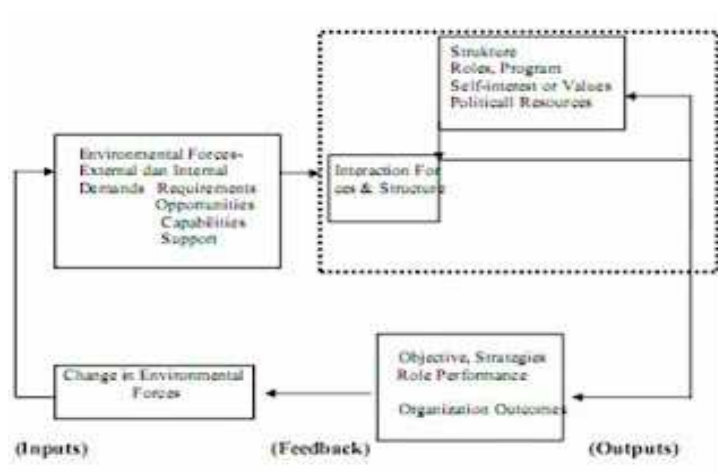 Strukture
Roles, Program
Self-interest or Values
Politicall Resources
Environmental Forces-
External dan Internal
Demands Requirements
Opportunities
Capabilities
Support
Interaction For
ces & Structure
Objective, Strategies
Role Performance
Organization Outcomes
Change in Environmental
Forces
(Inputs) (Feedback) (Outputs)